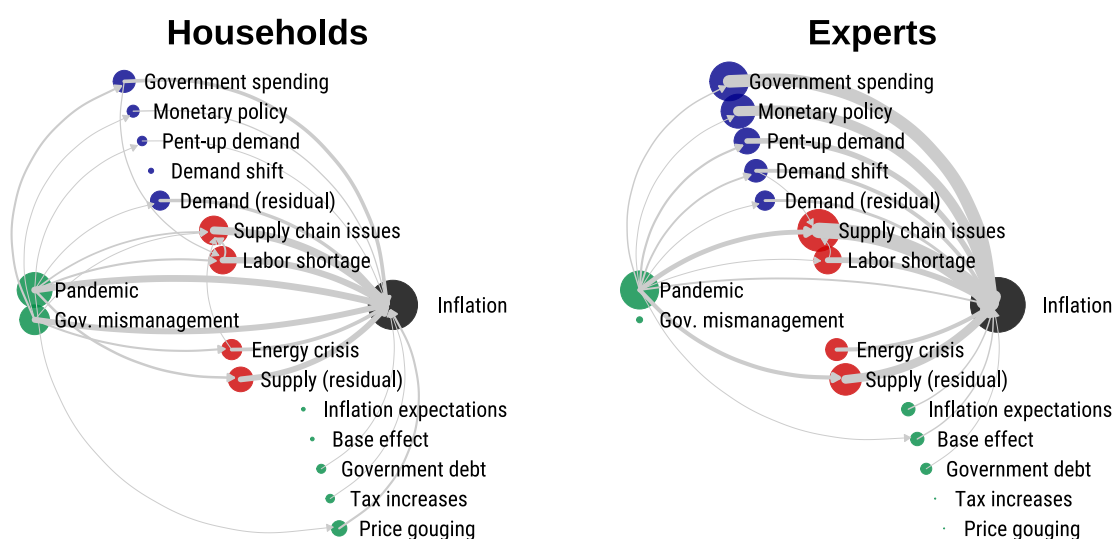 Households
Government spending
Monetary policy
Pent-up demand
Demand shift
Demand (residual)
Supply chain issues
Labor shortage
Pandemic
Inflation
Gov. mismanagement
Energy crisis
Supply (residual)
Inflation expectations
Base effect
Government debt
Tax increases
Price gouging
Experts
Government spending
Monetary policy
Pent-up demand
Demand shift
Demand (residual)
Supply chain issues
Labor shortage
Pandemic
Inflation
Gov. mismanagement
Energy crisis
Supply (residual)
Inflation expectations
Base effect
Government debt
Tax increases
Price gouging